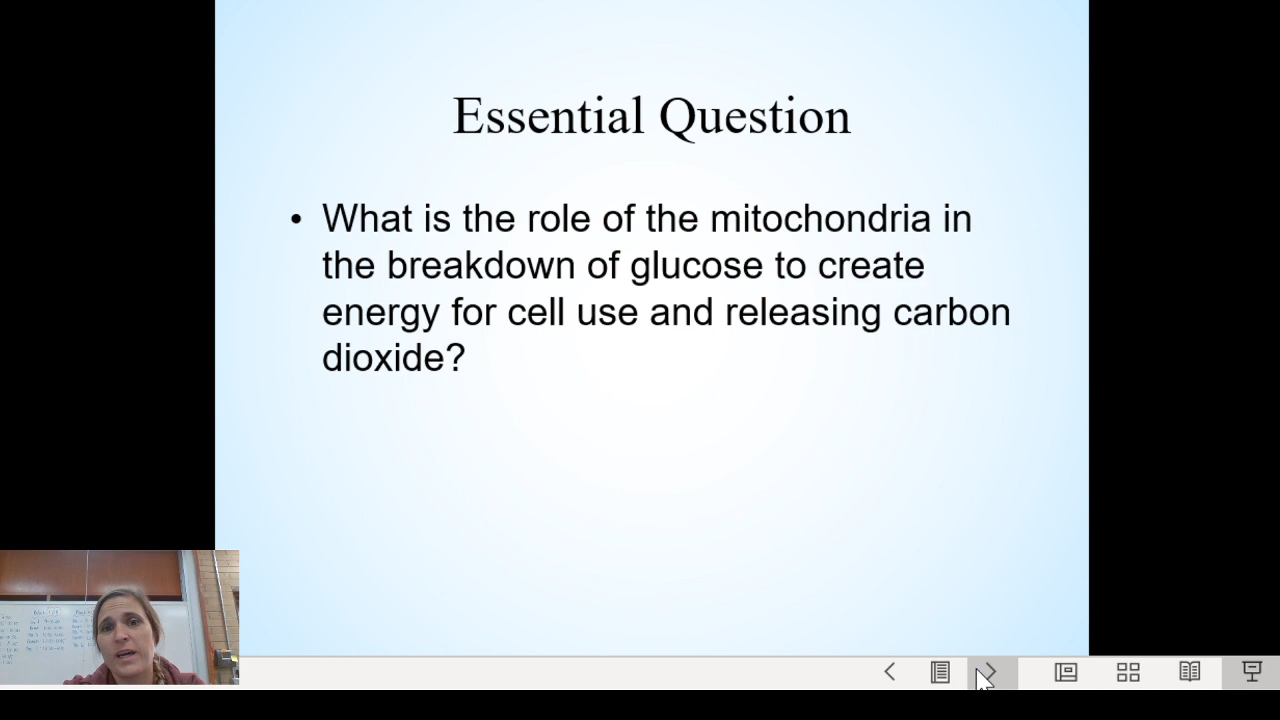 Essential Question
• What is the role of the mitochondria in
the breakdown of glucose to create
energy for cell use and releasing carbon
dioxide?